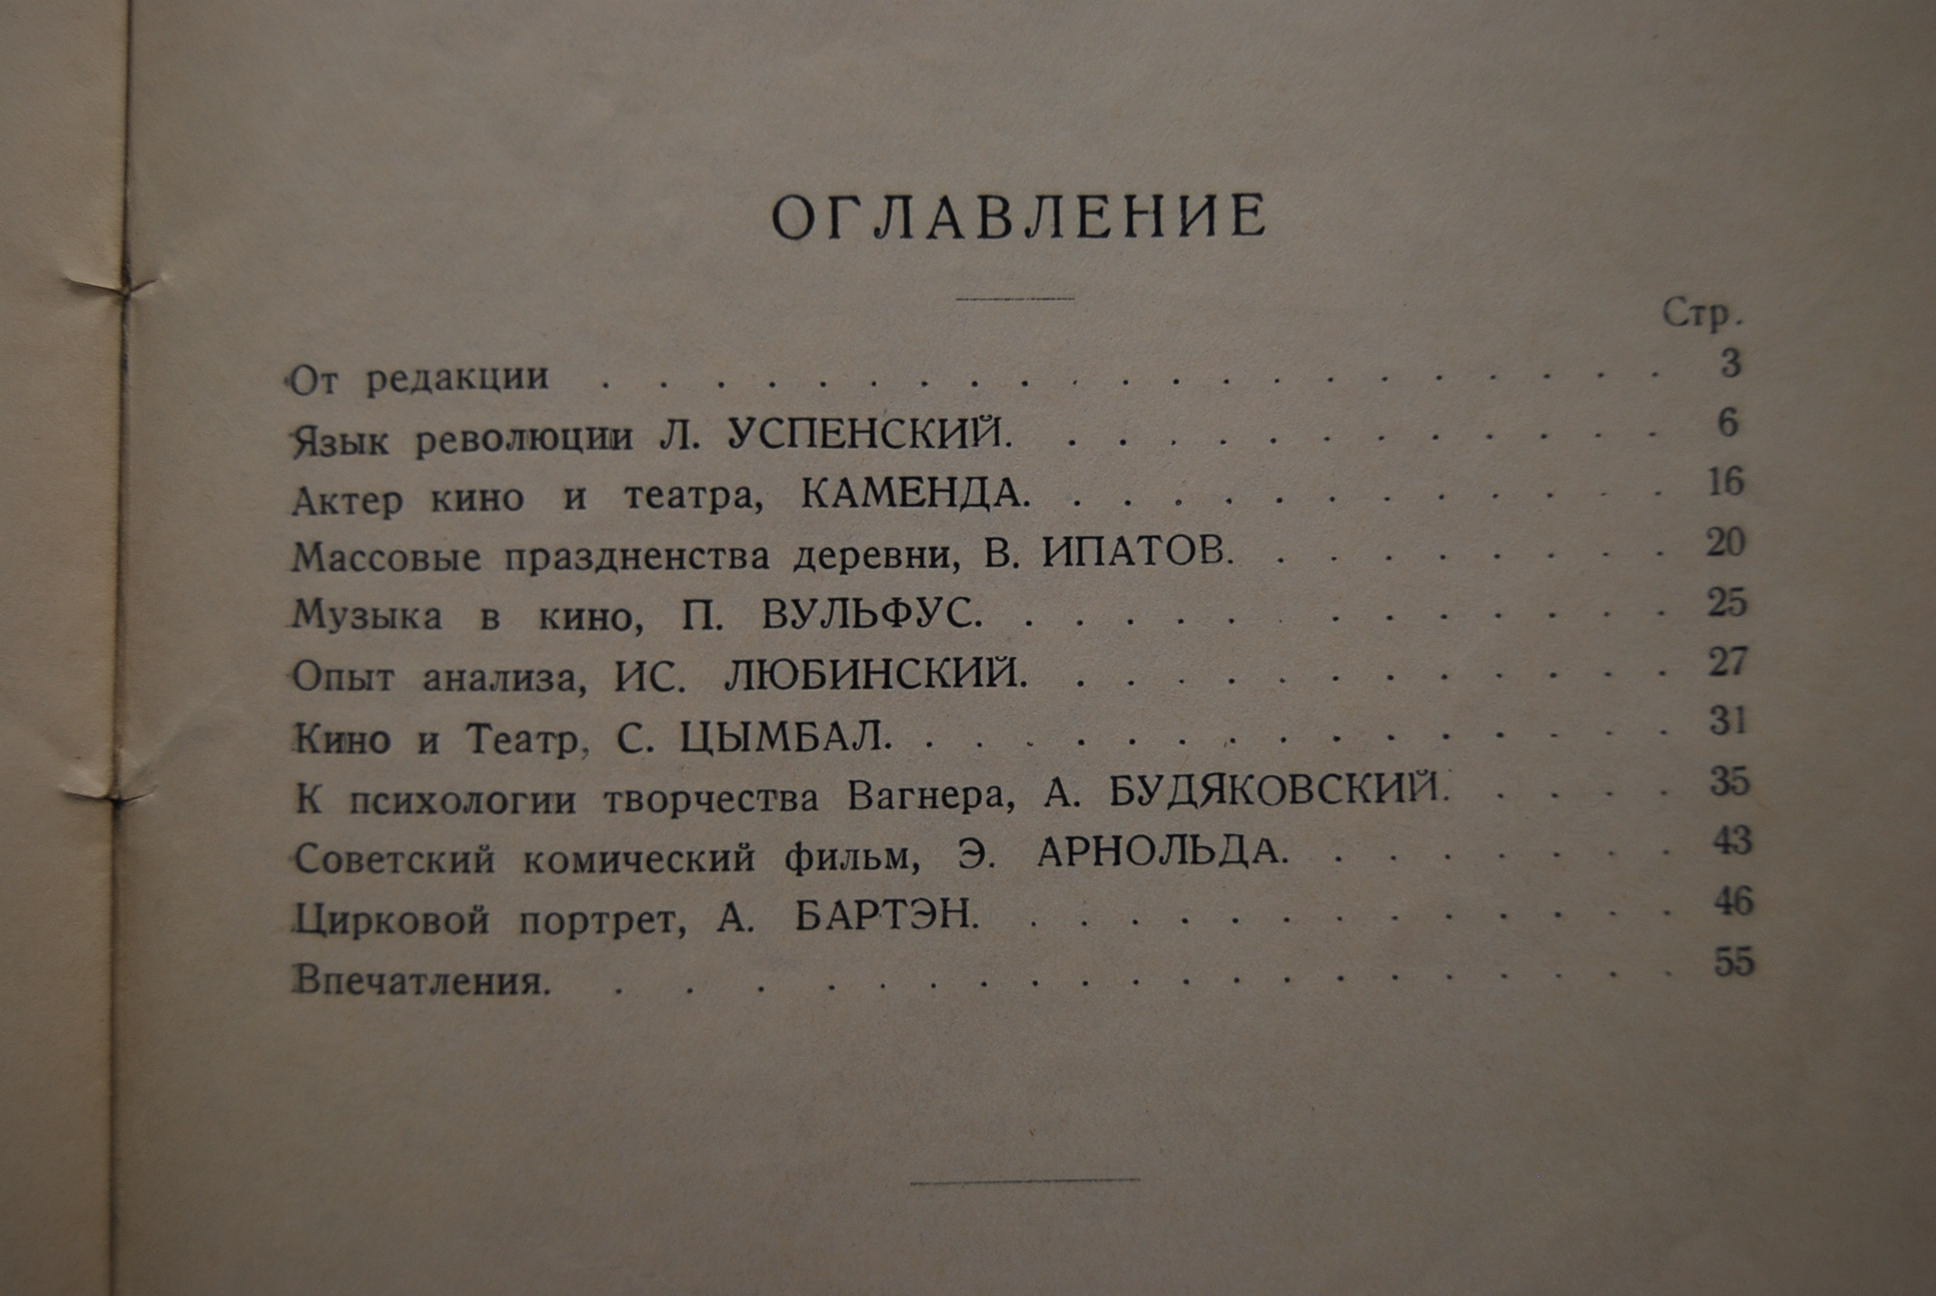 ОГЛАВЛЕНИЕ
Стр.
От редакции . . . . . . . . . . . . . . . . . . . . . 3
Язык революции Л. УСПЕНСКИЙ. . . . . . . . . . . . . 6
Актер кино и театра, КАМЕНДА. . . . . . . . . . . . . 16
Массовые праздненства деревни, В. ИПАТОВ. . . . . . . . . 20
Музыка в кино, П. ВУЛЬФУС. . . . . . . . . . . . . . 25
Опыт анализа, ИС. ЛЮБИНСКИЙ. . . . . . . . . . . . . 27
Кино и Театр, С. ЦЫМБАЛ. . . . . . . . . . . . . . . . 31
К психологии творчества Вагнера, А. БУДЯКОВСКИЙ. . . . . 35
Советский комический фильм, Э. АРНОЛЬДА. . . . . . . . 43
Цирковой портрет, А. БАРТЭН. . . . . . . . . . . . . . 46
Впечатления. . . . . . . . . . . . . . . . . . . . . 55